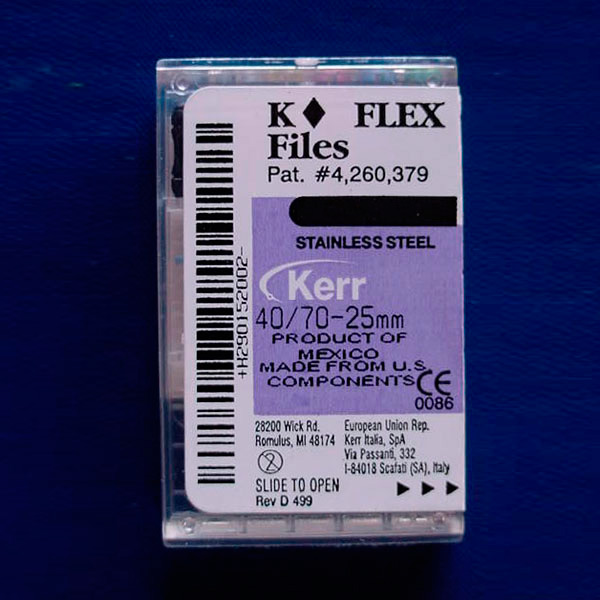 K♦ FLEX
Files
Pat. #4,260,379
STAINLESS STEEL
Kerr
40/70-25mm
PRODUCT OF
MEXICO
MADE FROM U.S.
COMPONENTS
CE
0086
+H290152002-
28200 Wick Rd.
Romulus, MI 48174
European Union Rep.
Kerr Italia, SpA
Via Passanti, 332
I-84018 Scafati (SA), Italy
2
SLIDE TO OPEN
Rev D 499